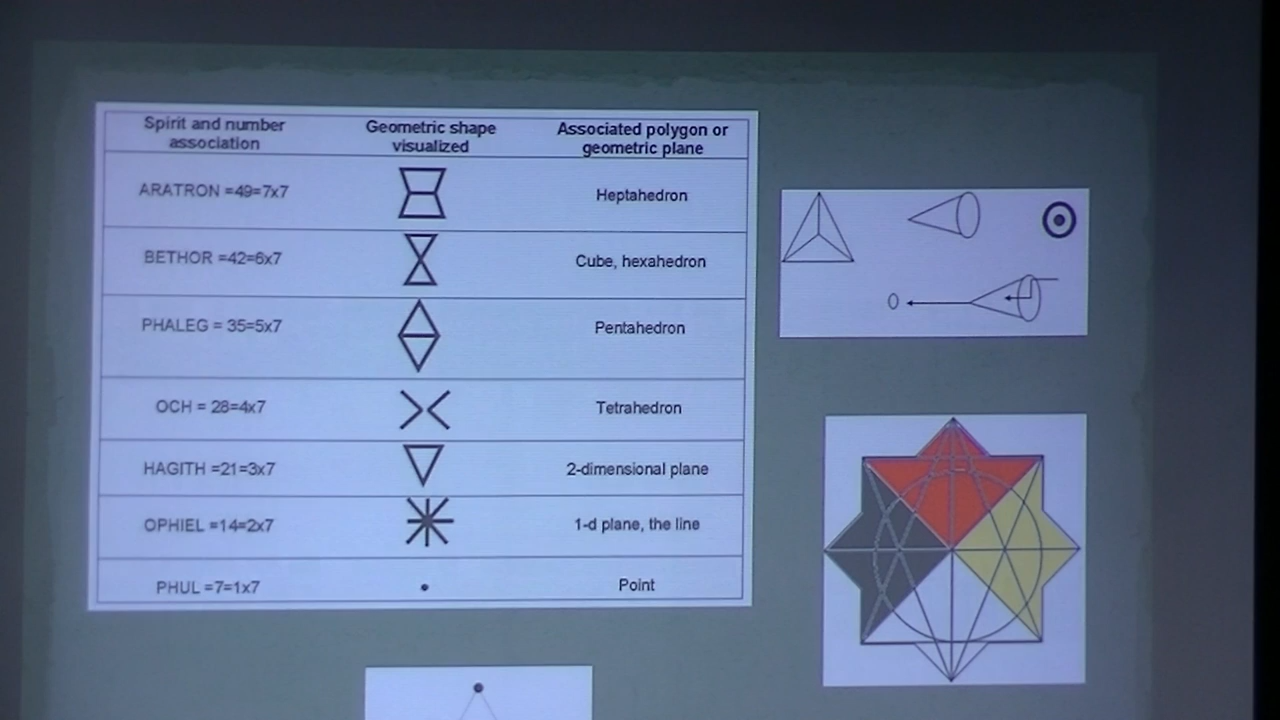 Spirit and number
association
Geometric shape
visualized
Associated polygon or
geometric plane
ARATRON =49=7x7
Heptahedron
BETHOR =42=6x7
Cube, hexahedron
PHALEG = 35=5x7
Pentahedron
OCH = 28=4x7
Tetrahedron
HAGITH =21=3x7
2-dimensional plane
OPHIEL =14=2x7
1-d plane, the line
PHUL =7=1x7
Point
0